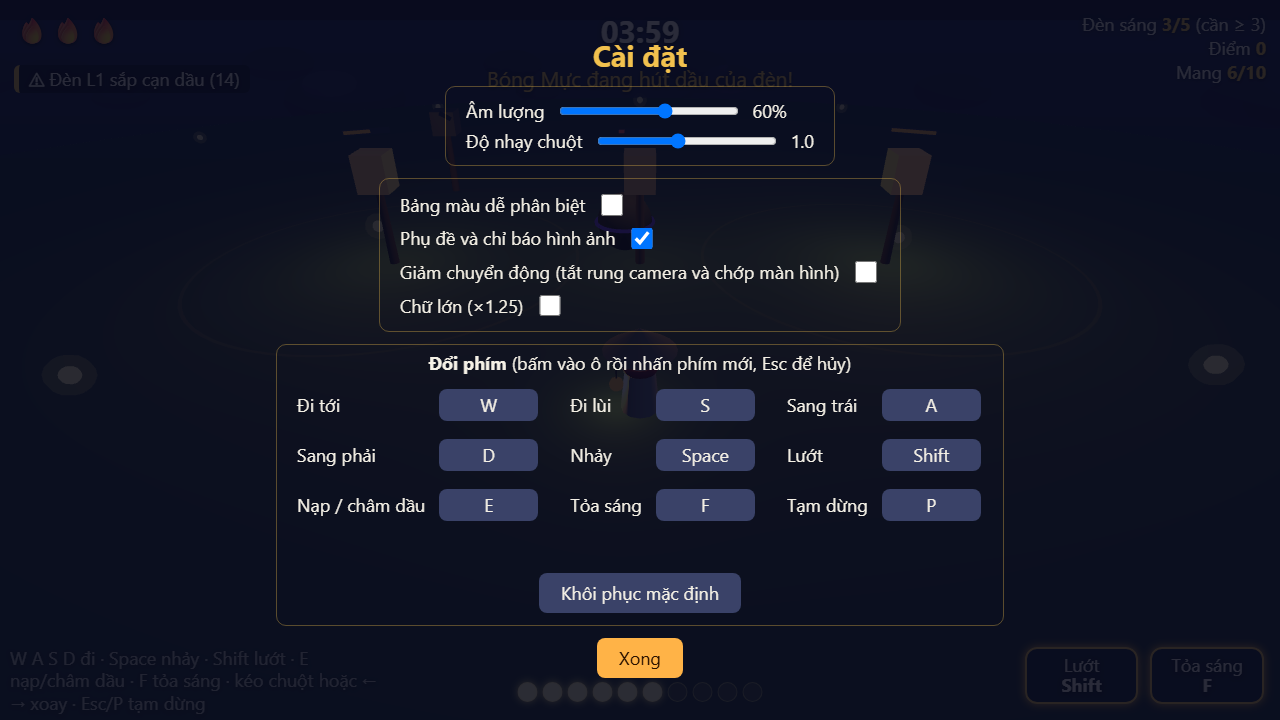 03:59
Đèn sáng 3/5 (cần ≥ 3)
Điểm 0
Mang 6/10
⚠ Đèn L1 sắp cạn dầu (14)
Cài đặt
Bóng Mực đang hút dầu của đèn!
Âm lượng 60%
Độ nhạy chuột 1.0
Bảng màu dễ phân biệt
Phụ đề và chỉ báo hình ảnh
Giảm chuyển động (tắt rung camera và chớp màn hình)
Chữ lớn (×1.25)
Đổi phím (bấm vào ô rồi nhấn phím mới, Esc để hủy)
Đi tới W Đi lùi S Sang trái A
Sang phải D Nhảy Space Lướt Shift
Nạp / châm dầu E Tỏa sáng F Tạm dừng P
Khôi phục mặc định
Xong
W A S D đi · Space nhảy · Shift lướt · E
nạp/châm dầu · F tỏa sáng · kéo chuột hoặc ←
→ xoay · Esc/P tạm dừng
Lướt
Shift
Tỏa sáng
F